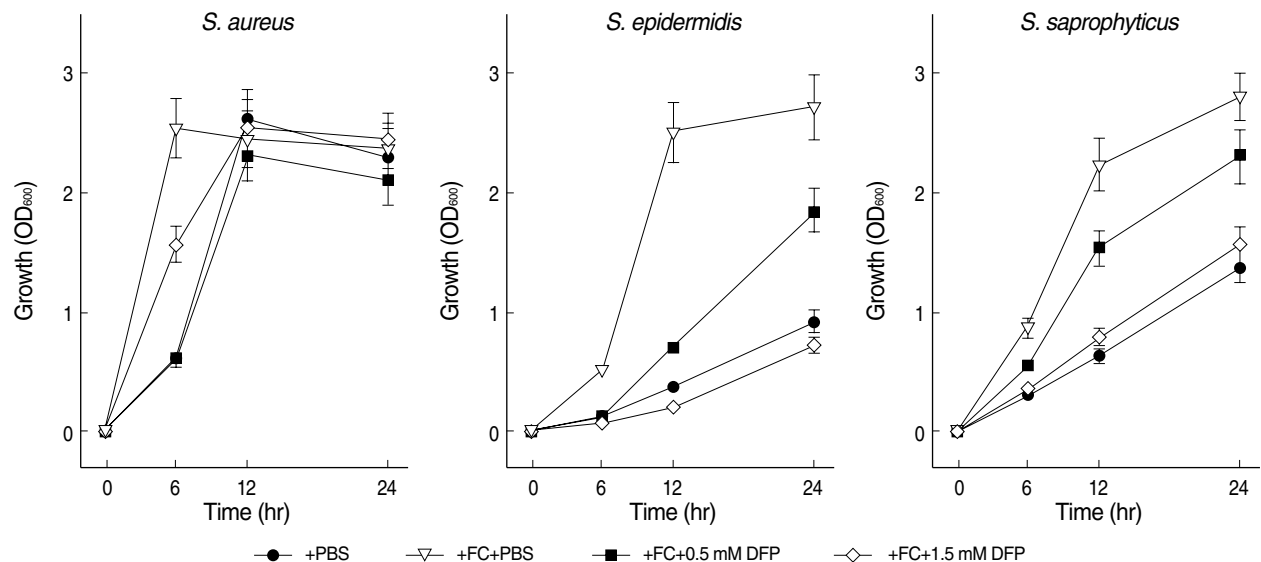 S. aureus
S. epidermidis
S. saprophyticus
Growth (OD600)
3
2
1
0
0 6 12 24
Time (hr)
Growth (OD600)
3
2
1
0
0 6 12 24
Time (hr)
Growth (OD600)
3
2
1
0
0 6 12 24
Time (hr)
+PBS +FC+PBS +FC+0.5 mM DFP +FC+1.5 mM DFP